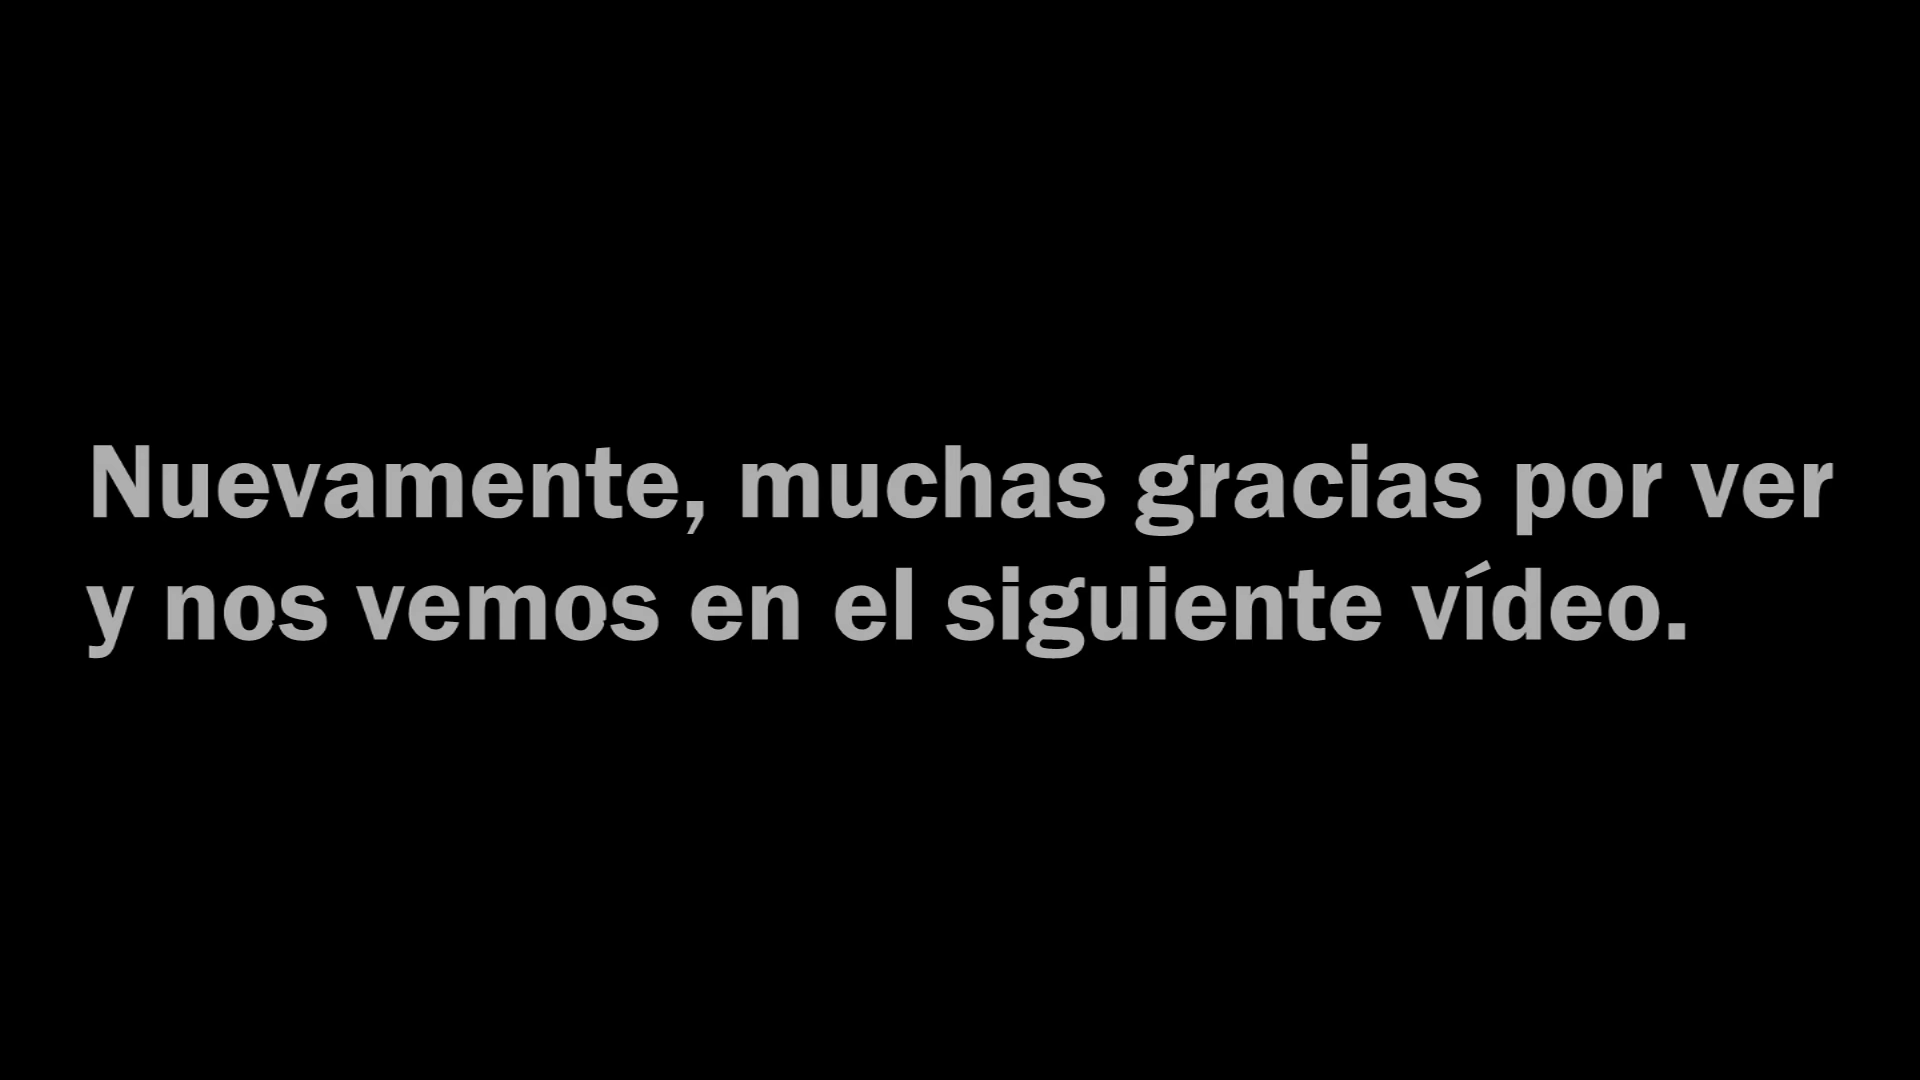 Nuevamente, muchas gracias por ver
y nos vemos en el siguiente vídeo.